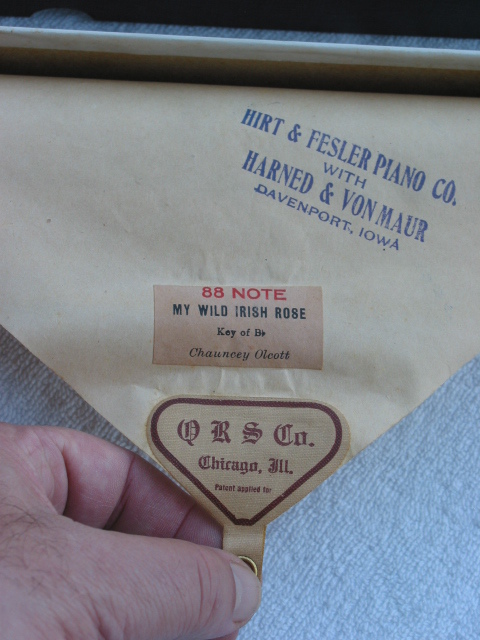 HIRT & FESLER PIANO CO.
WITH
HARNED & VON MAUR
DAVENPORT, IOWA
88 NOTE
MY WILD IRISH ROSE
Key of B♭
Chauncey Olcott
Q R S Co.
Chicago, Ill.
Patent applied for